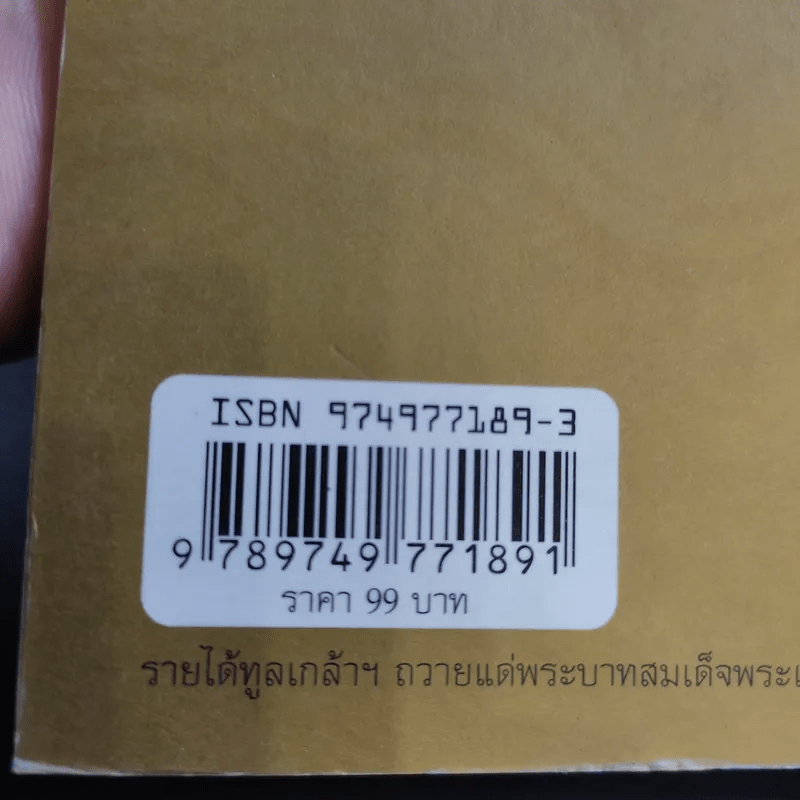 ISBN 974977189-3
9 789749 771891
ราคา 99 บาท
รายได้ทูลเกล้าฯ ถวายแด่พระบาทสมเด็จพระเ